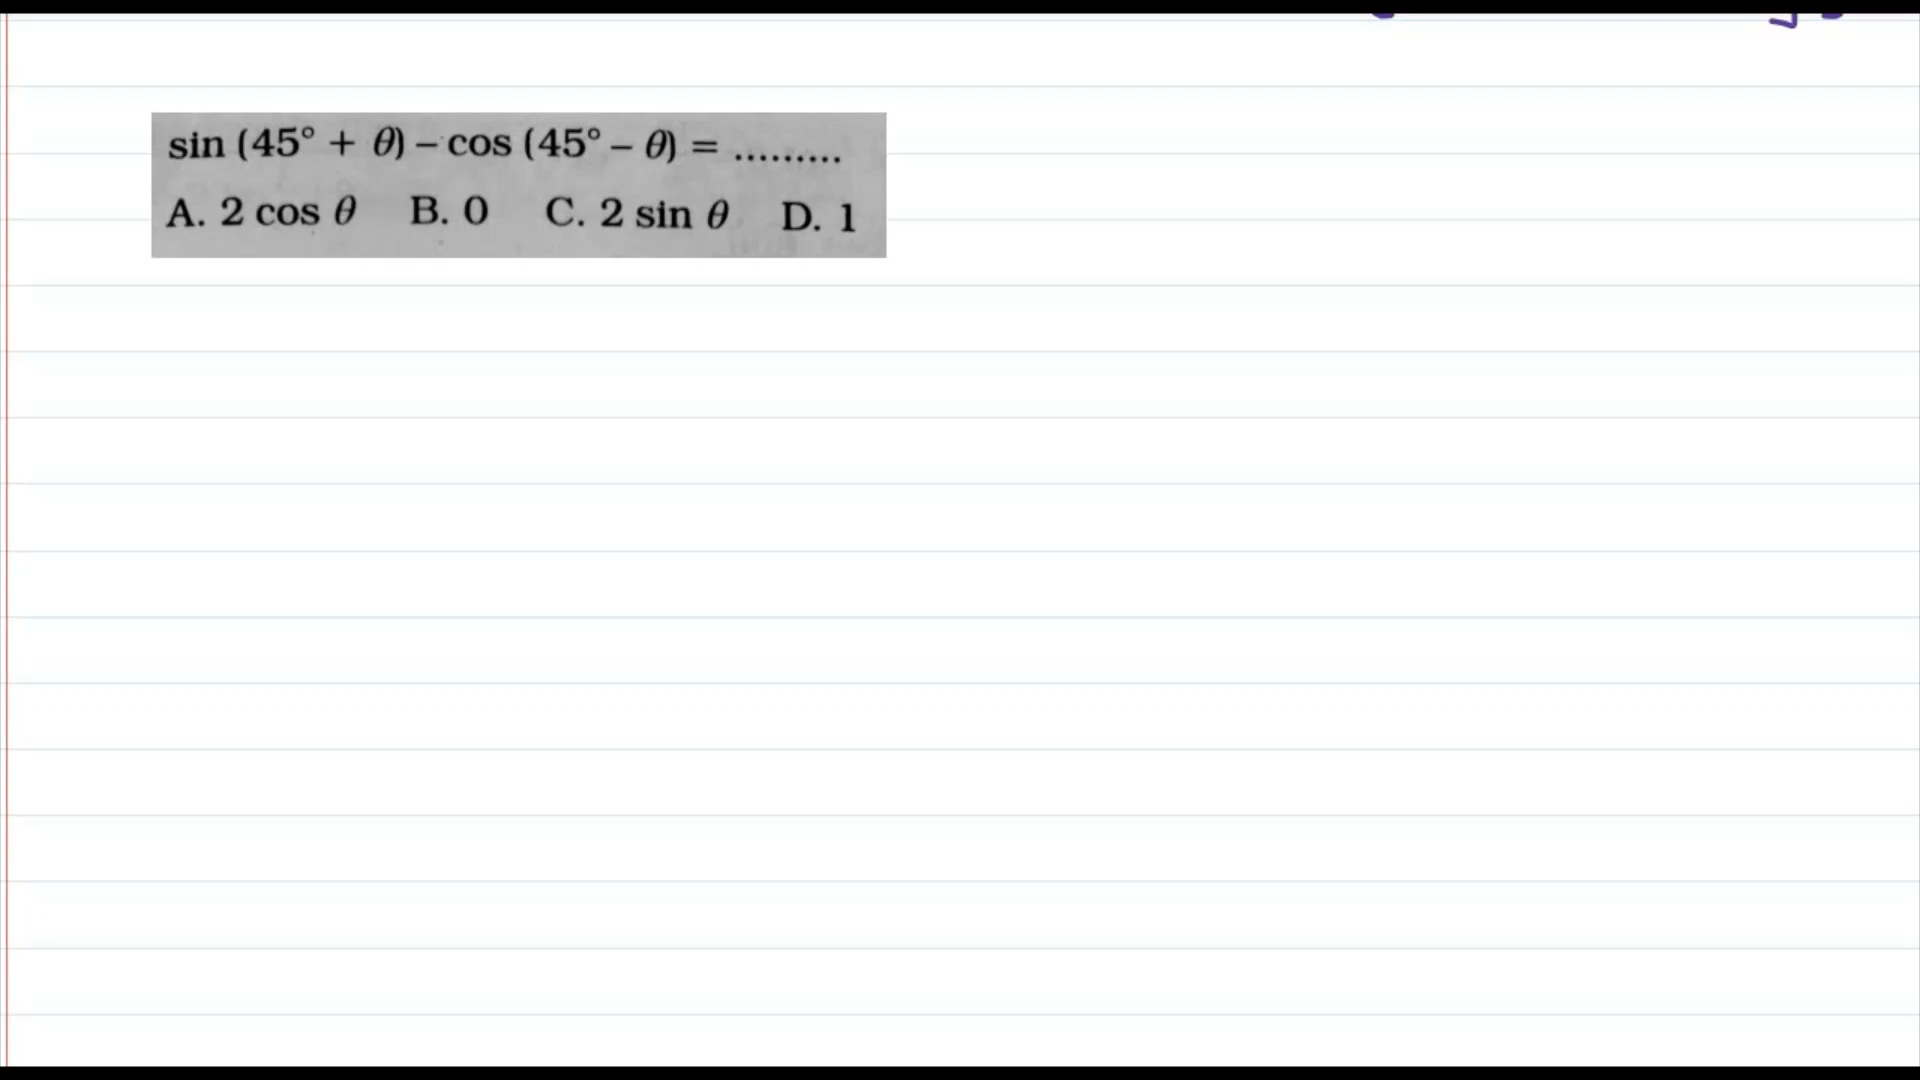 sin (45° + θ) – cos (45° – θ) = .........
A. 2 cos θ B. 0 C. 2 sin θ D. 1